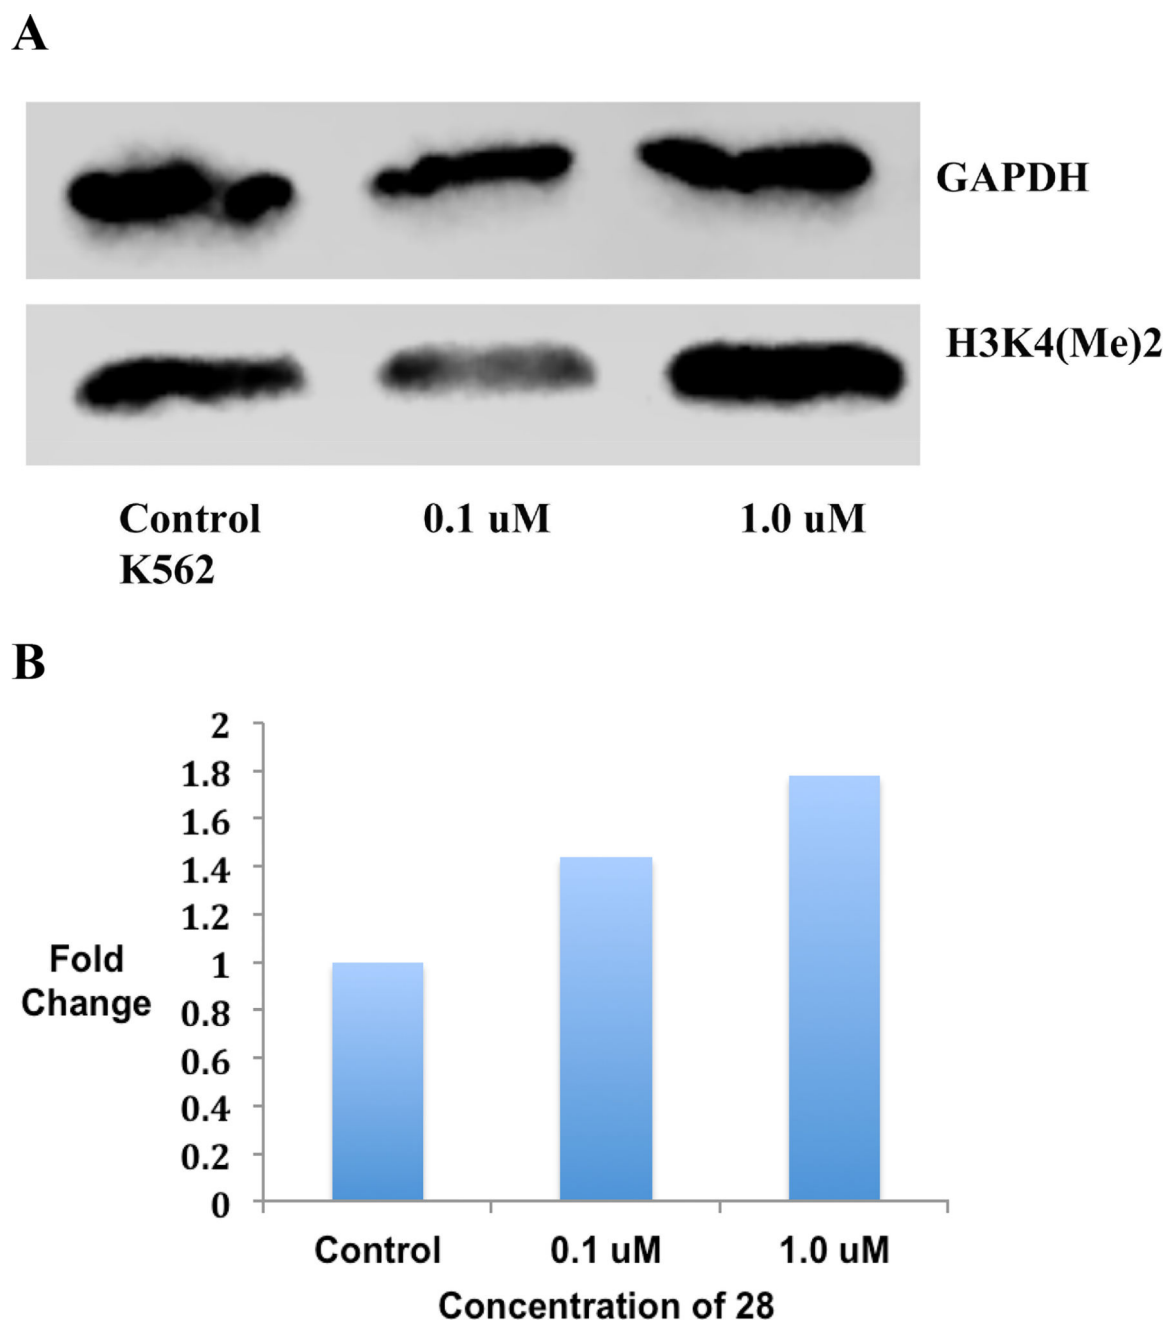 A
GAPDH
H3K4(Me)2
Control
K562
0.1 uM
1.0 uM
B
2
1.8
1.6
1.4
1.2
1
0.8
0.6
0.4
0.2
0
Fold
Change
Control
0.1 uM
1.0 uM
Concentration of 28